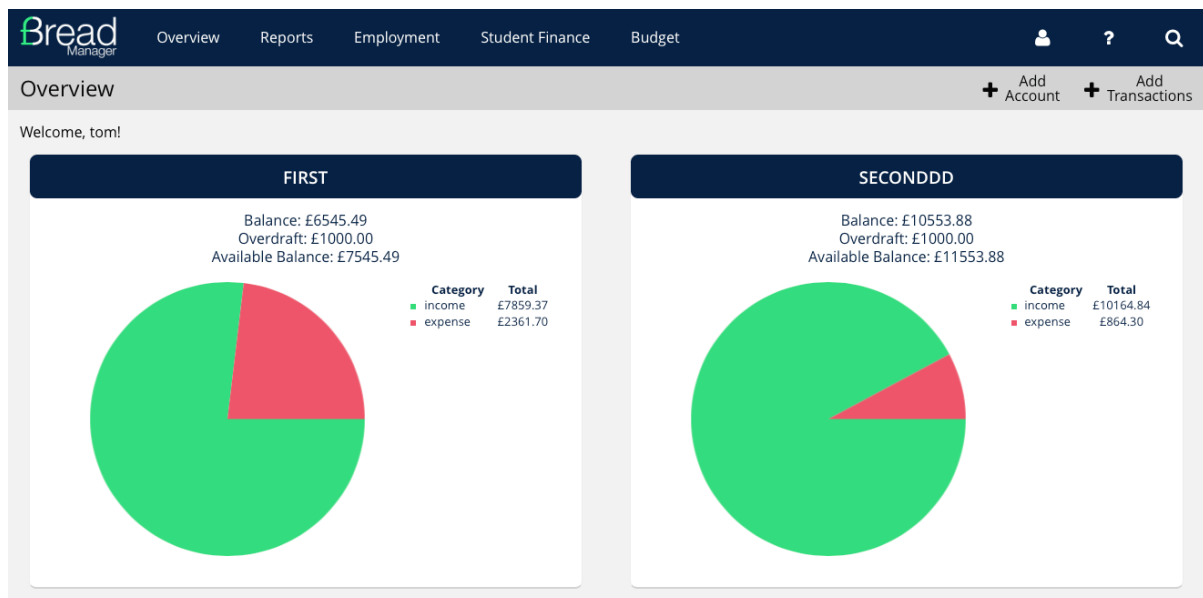 Bread Manager Overview Reports Employment Student Finance Budget ?
Overview
Add Account
Add Transactions
Welcome, tom!
FIRST
Balance: £6545.49
Overdraft: £1000.00
Available Balance: £7545.49
Category Total
income £7859.37
expense £2361.70
SECONDDD
Balance: £10553.88
Overdraft: £1000.00
Available Balance: £11553.88
Category Total
income £10164.84
expense £864.30